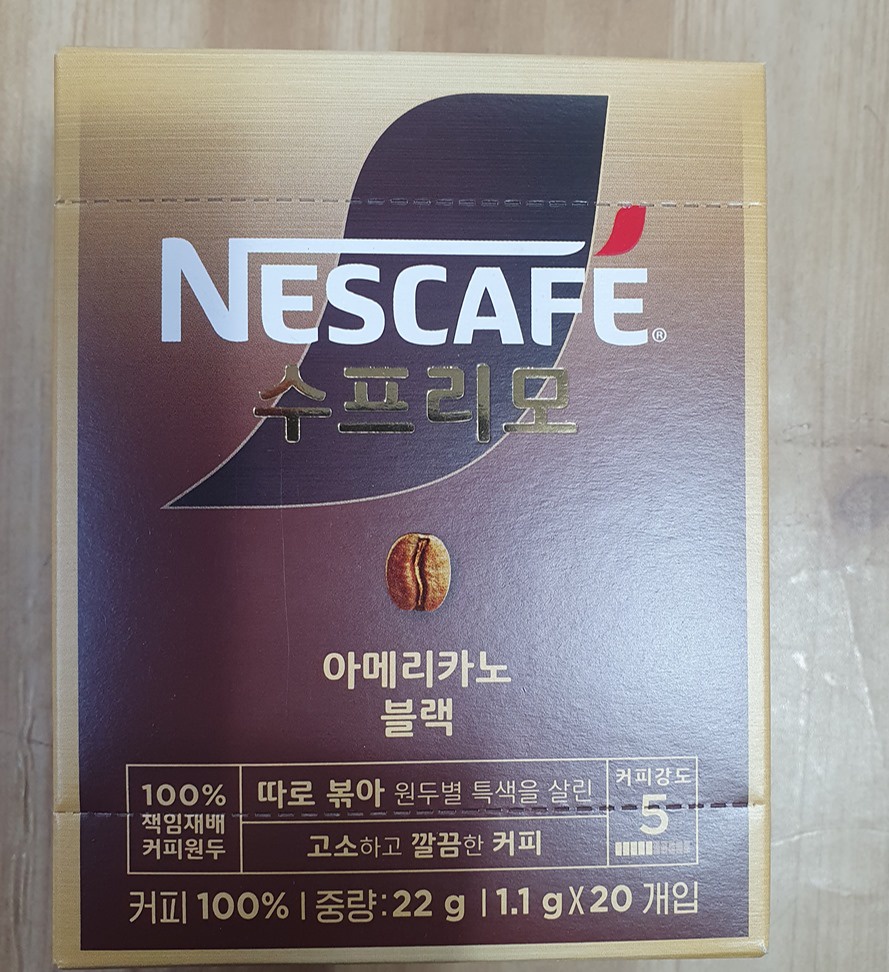 NESCAFÉ®
수프리모
아메리카노
블랙
100%
책임재배
커피원두
따로 볶아 원두별 특색을 살린
고소하고 깔끔한 커피
커피강도
5
커피 100% | 중량:22 g | 1.1 g X 20 개입